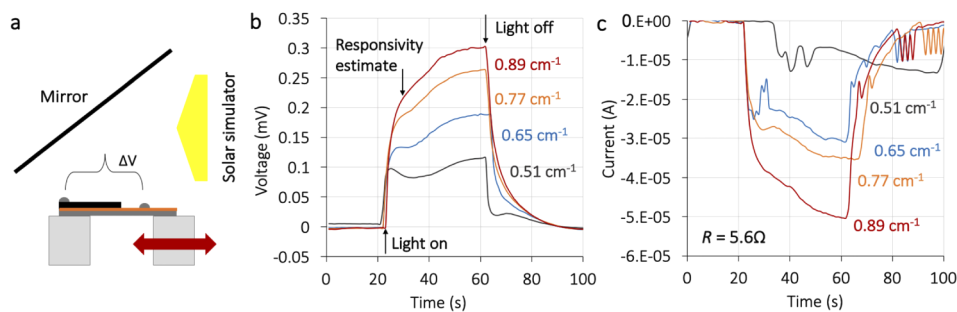 a
Mirror
Solar simulator
ΔV
b
0.35
0.3
0.25
0.2
0.15
0.1
0.05
0
-0.05
Voltage (mV)
Responsivity
estimate
Light off
0.89 cm-1
0.77 cm-1
0.65 cm-1
0.51 cm-1
Light on
0 20 40 60 80 100
Time (s)
c
0.E+00
-1.E-05
-2.E-05
-3.E-05
-4.E-05
-5.E-05
-6.E-05
Current (A)
0.51 cm-1
0.65 cm-1
0.77 cm-1
0.89 cm-1
R = 5.6Ω
0 20 40 60 80 100
Time (s)